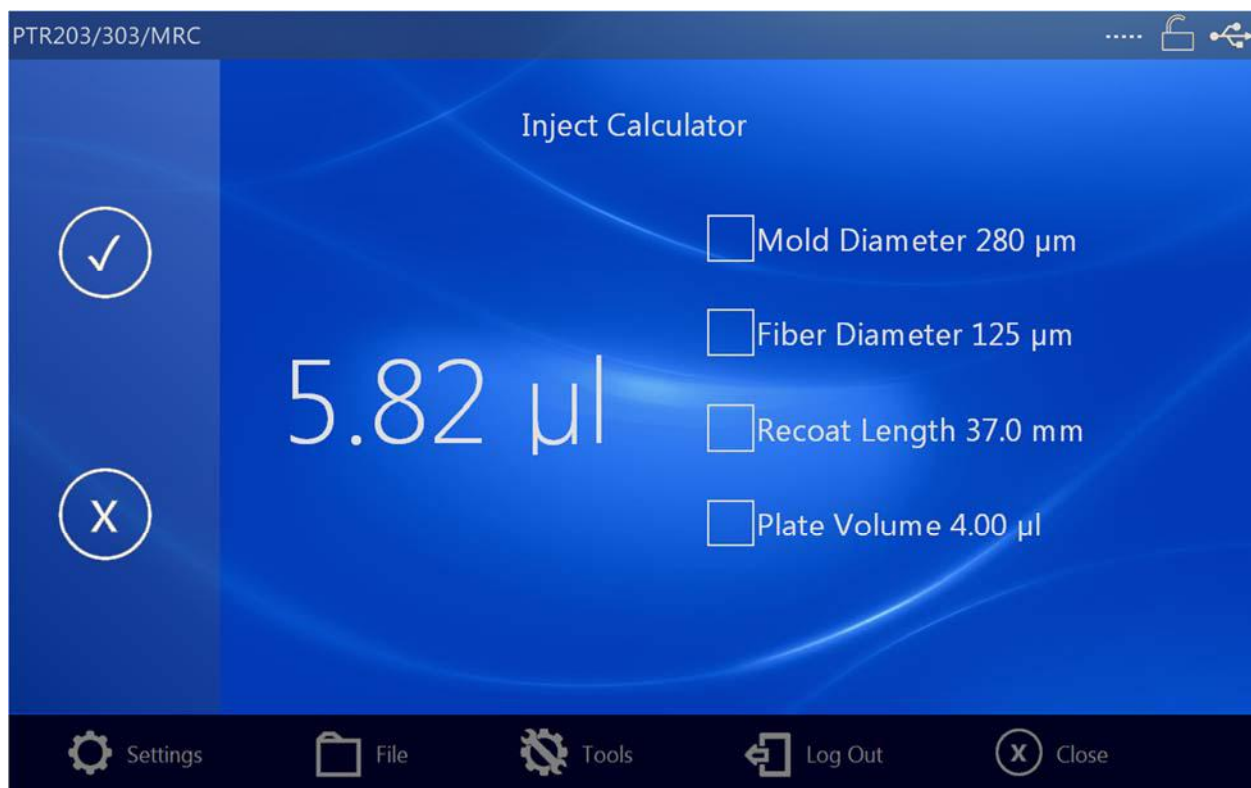 PTR203/303/MRC
Inject Calculator
Mold Diameter 280 µm
Fiber Diameter 125 µm
5.82 µl
Recoat Length 37.0 mm
Plate Volume 4.00 µl
X
Settings
File
Tools
Log Out
X
Close